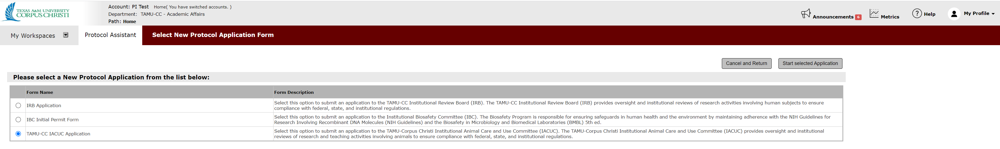 TEXAS A&M UNIVERSITY
CORPUS CHRISTI
Account: PI Test Home( You have switched accounts. )
Department: TAMU-CC - Academic Affairs
Path: Home
Announcements 6
Metrics
? Help
My Profile
My Workspaces
Protocol Assistant
Select New Protocol Application Form
Cancel and Return
Start selected Application
Please select a New Protocol Application from the list below:
Form Name
Form Description
IRB Application
Select this option to submit an application to the TAMU-CC Institutional Review Board (IRB). The TAMU-CC Institutional Review Board (IRB) provides oversight and institutional reviews of research activities involving human subjects to ensure
compliance with federal, state, and institutional regulations.
IBC Initial Permit Form
Select this option to submit an application to the Institutional Biosafety Committee (IBC). The Biosafety Program is responsible for ensuring safeguards in human health and the environment by maintaining adherence with the NIH Guidelines for
Research Involving Recombinant DNA Molecules (NIH Guidelines) and the Biosafety in Microbiology and Biomedical Laboratories (BMBL) 5th ed.
TAMU-CC IACUC Application
Select this option to submit an application to the TAMU-Corpus Christi Institutional Animal Care and Use Committee (IACUC). The TAMU-Corpus Christi Institutional Animal Care and Use Committee (IACUC) provides oversight and institutional
reviews of research and teaching activities involving animals to ensure compliance with federal, state, and institutional regulations.